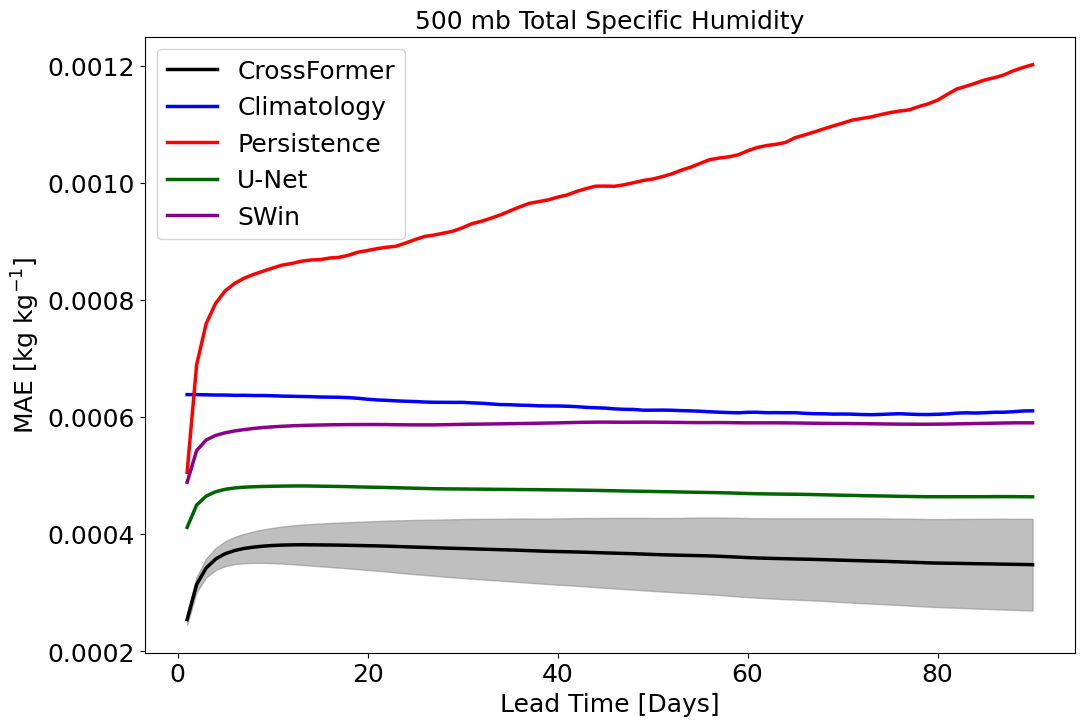 500 mb Total Specific Humidity
CrossFormer
Climatology
Persistence
U-Net
SWin
MAE [kg kg⁻¹]
0.0012
0.0010
0.0008
0.0006
0.0004
0.0002
0 20 40 60 80
Lead Time [Days]